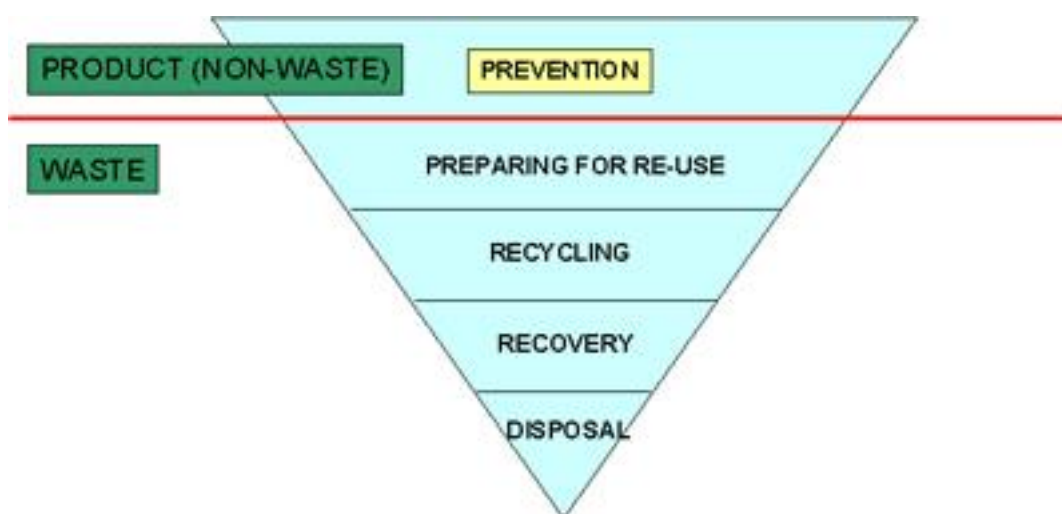 PRODUCT (NON-WASTE)
PREVENTION
WASTE
PREPARING FOR RE-USE
RECYCLING
RECOVERY
DISPOSAL